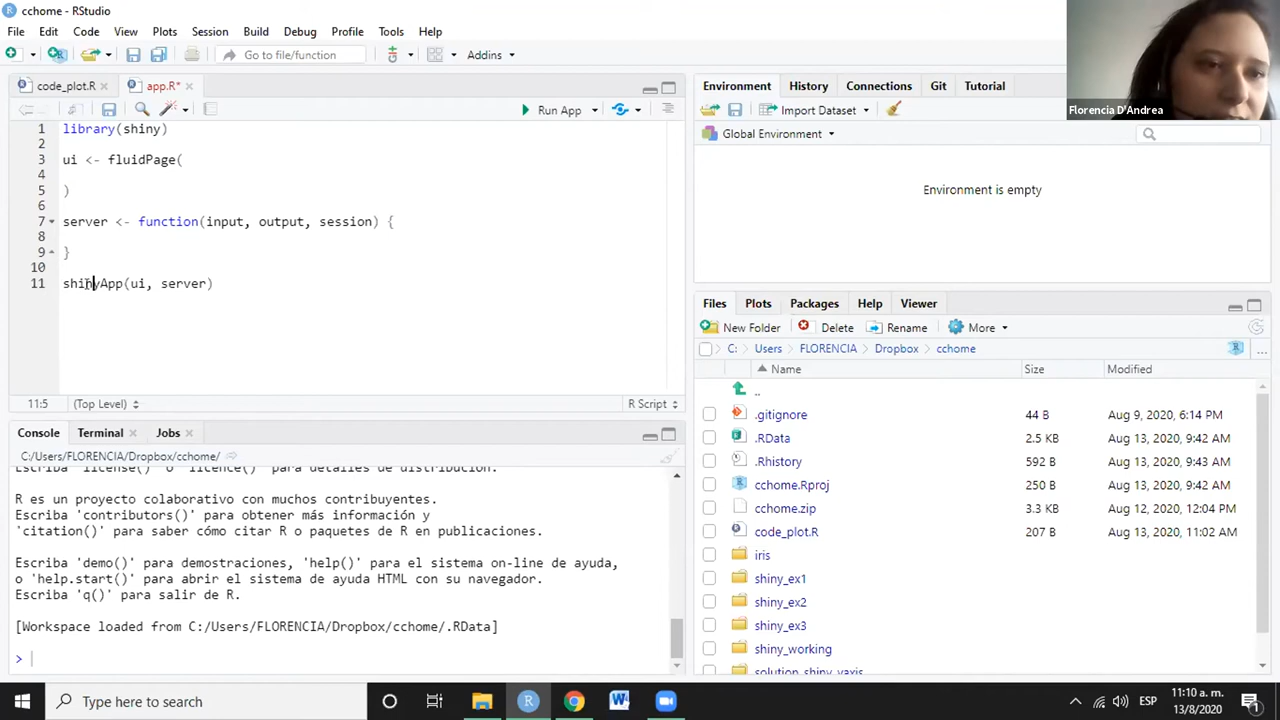 cchome - RStudio
File Edit Code View Plots Session Build Debug Profile Tools Help
Go to file/function Addins
code_plot.R app.R*
Run App
1 library(shiny)
2
3 ui <- fluidPage(
4
5 )
6
7 server <- function(input, output, session) {
8
9 }
10
11 shinyApp(ui, server)
11:5 (Top Level) R Script
Console Terminal Jobs
C:/Users/FLORENCIA/Dropbox/cchome/
Escriba 'license()' o 'licence()' para detalles de distribución.
R es un proyecto colaborativo con muchos contribuyentes.
Escriba 'contributors()' para obtener más información y
'citation()' para saber cómo citar R o paquetes de R en publicaciones.
Escriba 'demo()' para demostraciones, 'help()' para el sistema on-line de ayuda,
o 'help.start()' para abrir el sistema de ayuda HTML con su navegador.
Escriba 'q()' para salir de R.
[Workspace loaded from C:/Users/FLORENCIA/Dropbox/cchome/.RData]
>
Florencia D'Andrea
Environment History Connections Git Tutorial
Import Dataset
Global Environment
Environment is empty
Files Plots Packages Help Viewer
New Folder Delete Rename More
C: Users FLORENCIA Dropbox cchome ...
Name Size Modified
..
.gitignore 44 B Aug 9, 2020, 6:14 PM
.RData 2.5 KB Aug 13, 2020, 9:42 AM
.Rhistory 592 B Aug 13, 2020, 9:43 AM
cchome.Rproj 250 B Aug 13, 2020, 9:42 AM
cchome.zip 3.3 KB Aug 12, 2020, 12:04 PM
code_plot.R 207 B Aug 13, 2020, 11:02 AM
iris
shiny_ex1
shiny_ex2
shiny_ex3
shiny_working
solution_shiny_yaxis
Type here to search
ESP
11:10 a. m.
13/8/2020
1